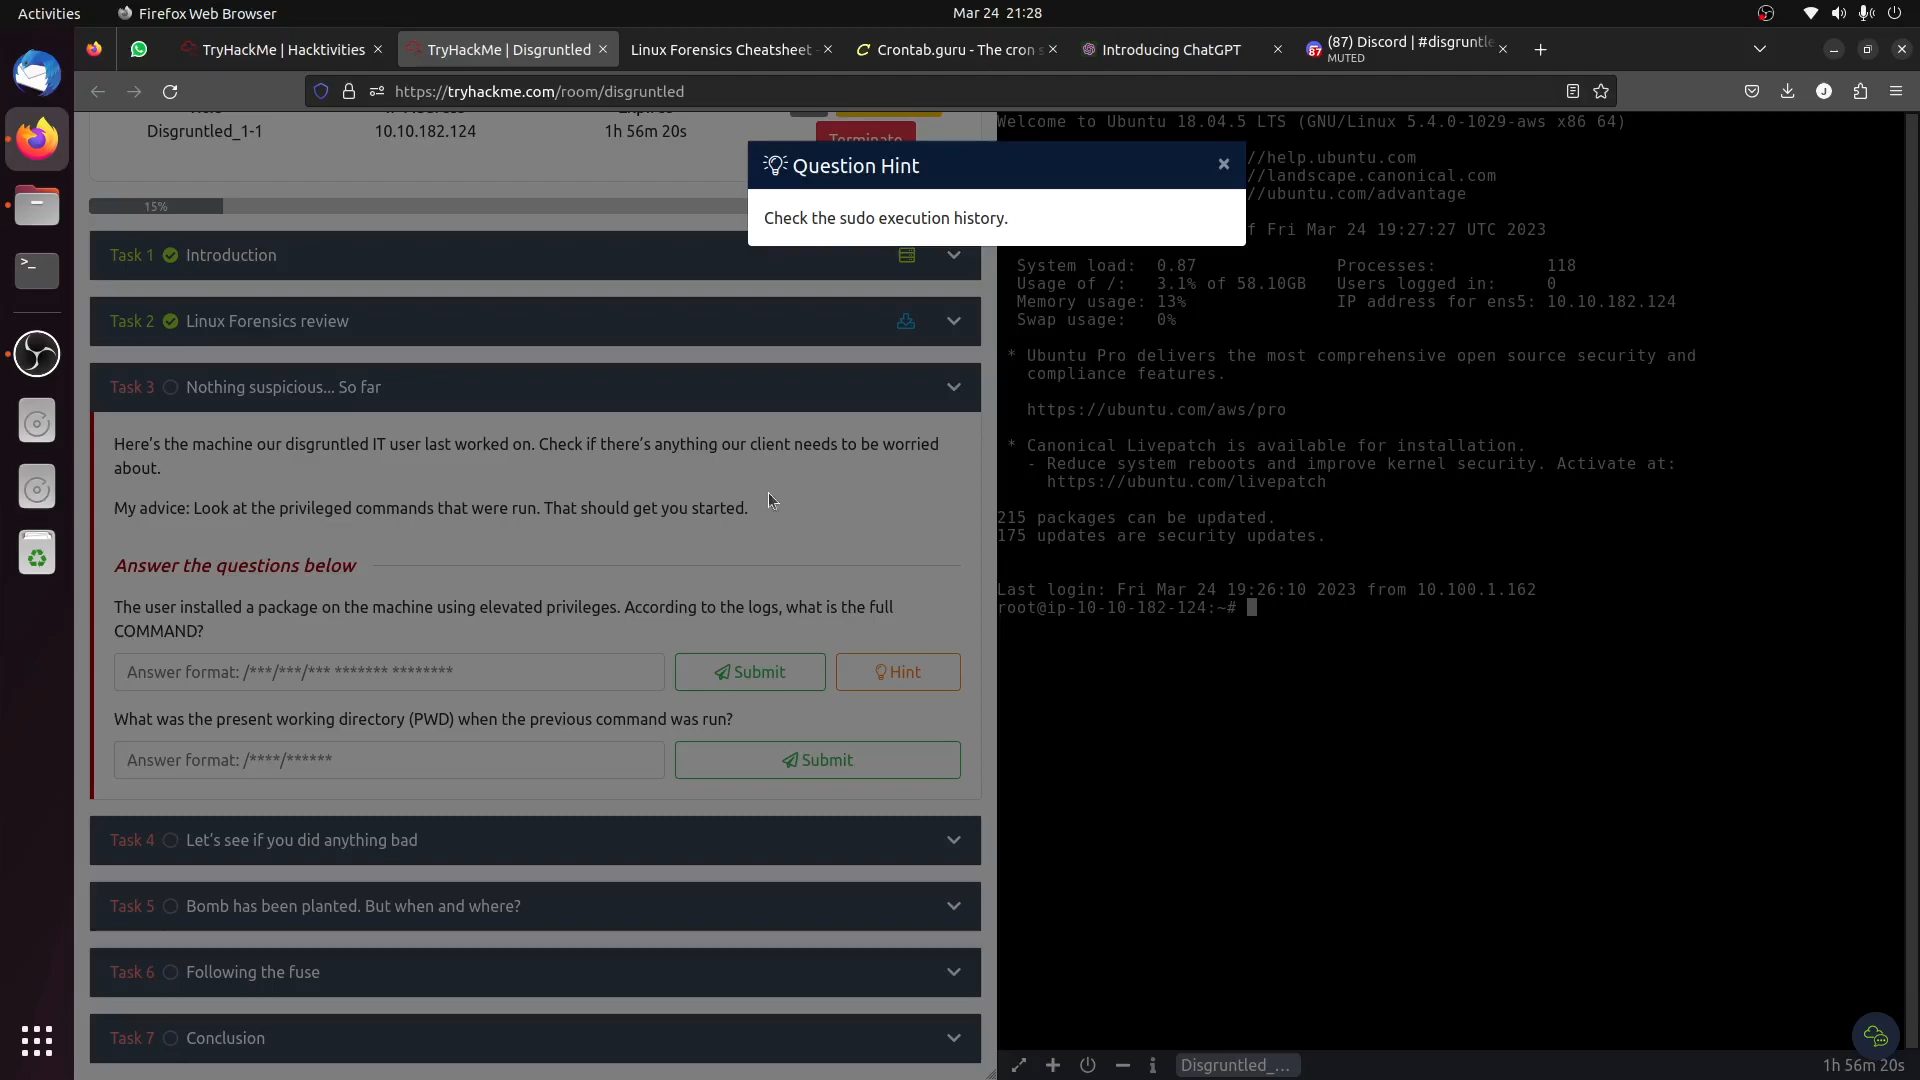 Activities
Firefox Web Browser
Mar 24 21:28
TryHackMe | Hacktivities
TryHackMe | Disgruntled
Linux Forensics Cheatsheet -
Crontab.guru - The cron s
Introducing ChatGPT
(87) Discord | #disgruntle
MUTED
87
https://tryhackme.com/room/disgruntled
J
Disgruntled_1-1
10.10.182.124
1h 56m 20s
Terminate
Question Hint
Check the sudo execution history.
15%
Task 1 Introduction
Task 2 Linux Forensics review
Task 3 Nothing suspicious... So far
Here's the machine our disgruntled IT user last worked on. Check if there's anything our client needs to be worried
about.
My advice: Look at the privileged commands that were run. That should get you started.
Answer the questions below
The user installed a package on the machine using elevated privileges. According to the logs, what is the full
COMMAND?
Answer format: /***/***/*** ******* ********
Submit
Hint
What was the present working directory (PWD) when the previous command was run?
Answer format: /****/******
Submit
Task 4 Let's see if you did anything bad
Task 5 Bomb has been planted. But when and where?
Task 6 Following the fuse
Task 7 Conclusion
Welcome to Ubuntu 18.04.5 LTS (GNU/Linux 5.4.0-1029-aws x86 64)
//help.ubuntu.com
//landscape.canonical.com
//ubuntu.com/advantage
f Fri Mar 24 19:27:27 UTC 2023
System load: 0.87 Processes: 118
Usage of /: 3.1% of 58.10GB Users logged in: 0
Memory usage: 13% IP address for ens5: 10.10.182.124
Swap usage: 0%
* Ubuntu Pro delivers the most comprehensive open source security and
compliance features.
https://ubuntu.com/aws/pro
* Canonical Livepatch is available for installation.
- Reduce system reboots and improve kernel security. Activate at:
https://ubuntu.com/livepatch
215 packages can be updated.
175 updates are security updates.
Last login: Fri Mar 24 19:26:10 2023 from 10.100.1.162
root@ip-10-10-182-124:~#
Disgruntled_...
1h 56m 20s